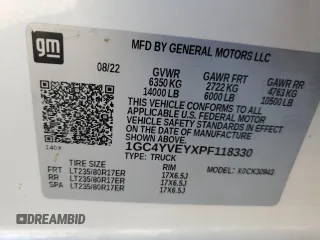 gm
MFD BY GENERAL MOTORS LLC
08/22 GVWR GAWR FRT GAWR RR
6350 KG 2722 KG 4763 KG
14000 LB 6000 LB 10500 LB
THIS VEHICLE CONFORMS TO ALL
APPLICABLE U.S. FEDERAL MOTOR VEHICLE
SAFETY STANDARDS IN EFFECT ON THE DATE
OF MANUFACTURE SHOWN ABOVE.
1GC4YVEYXPF118330
TYPE: TRUCK
TIRE SIZE RIM MODEL:
FRT LT235/80R17ER 17X6.5J
RR LT235/80R17ER 17X6.5J
SPA LT235/80R17ER 17X6.5J
DREAMBID